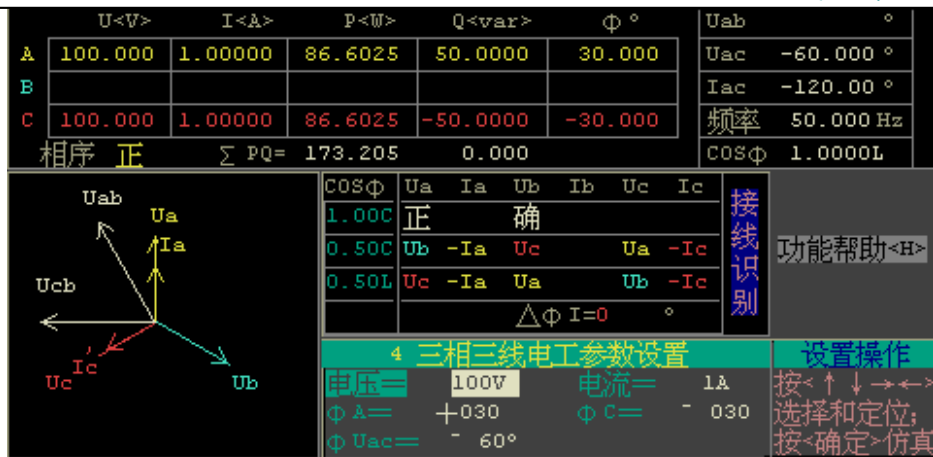 U<V> I<A> P<W> Q<var> Φ° Uab °
A 100.000 1.00000 86.6025 50.0000 30.000 Uac -60.000 °
B Iac -120.00 °
C 100.000 1.00000 86.6025 -50.0000 -30.000 频率 50.000 Hz
相序 正 ∑ PQ= 173.205 0.000 COSΦ 1.0000L
Uab
Ua
Ia
Ucb
Ic
Uc
Ub
COSΦ Ua Ia Ub Ib Uc Ic
1.00C 正 确
0.50C Ub -Ia Uc Ua -Ic
0.50L Uc -Ia Ua Ub -Ic
△Φ I=0 °
接线识别
功能帮助<H>
4 三相三线电工参数设置
电压= 100V 电流= 1A
Φ A= +030 Φ C= - 030
Φ Uac= - 60°
设置操作
按<↑↓→←>
选择和定位;
按<确定>仿真